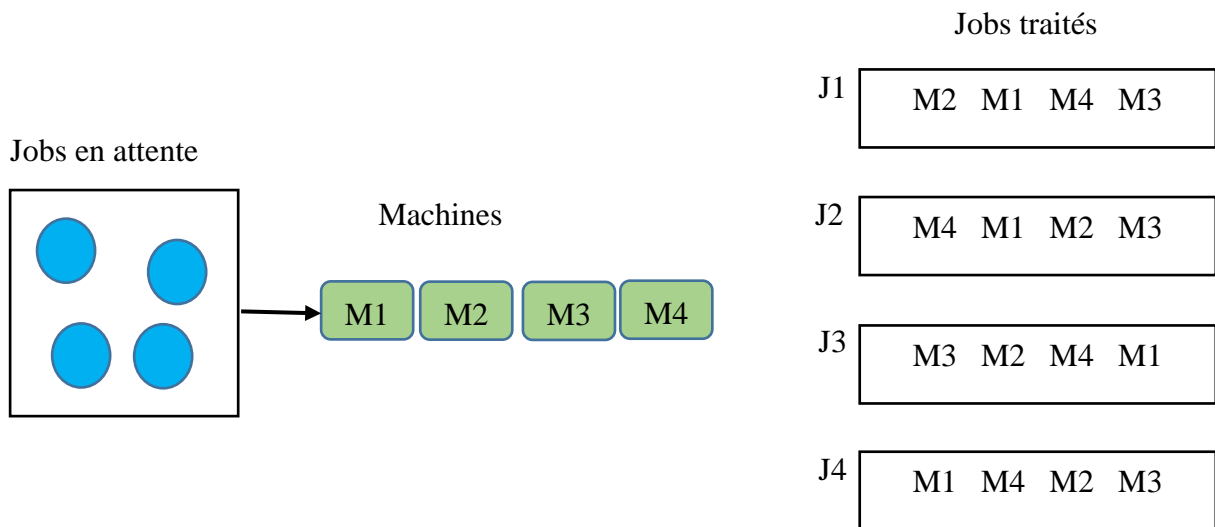 Jobs traités
J1 M2 M1 M4 M3
Jobs en attente
J2 M4 M1 M2 M3
Machines
M1 M2 M3 M4
J3 M3 M2 M4 M1
J4 M1 M4 M2 M3